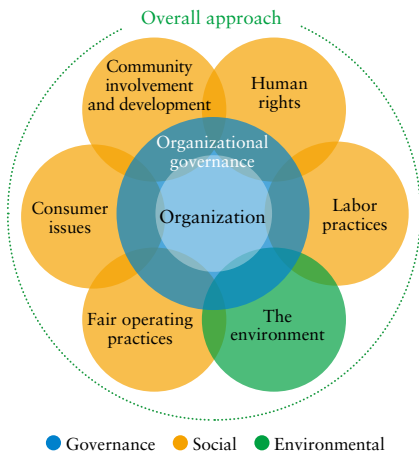 Overall approach
Community
involvement
and development
Human
rights
Organizational
governance
Consumer
issues
Organization
Labor
practices
Fair operating
practices
The
environment
Governance
Social
Environmental